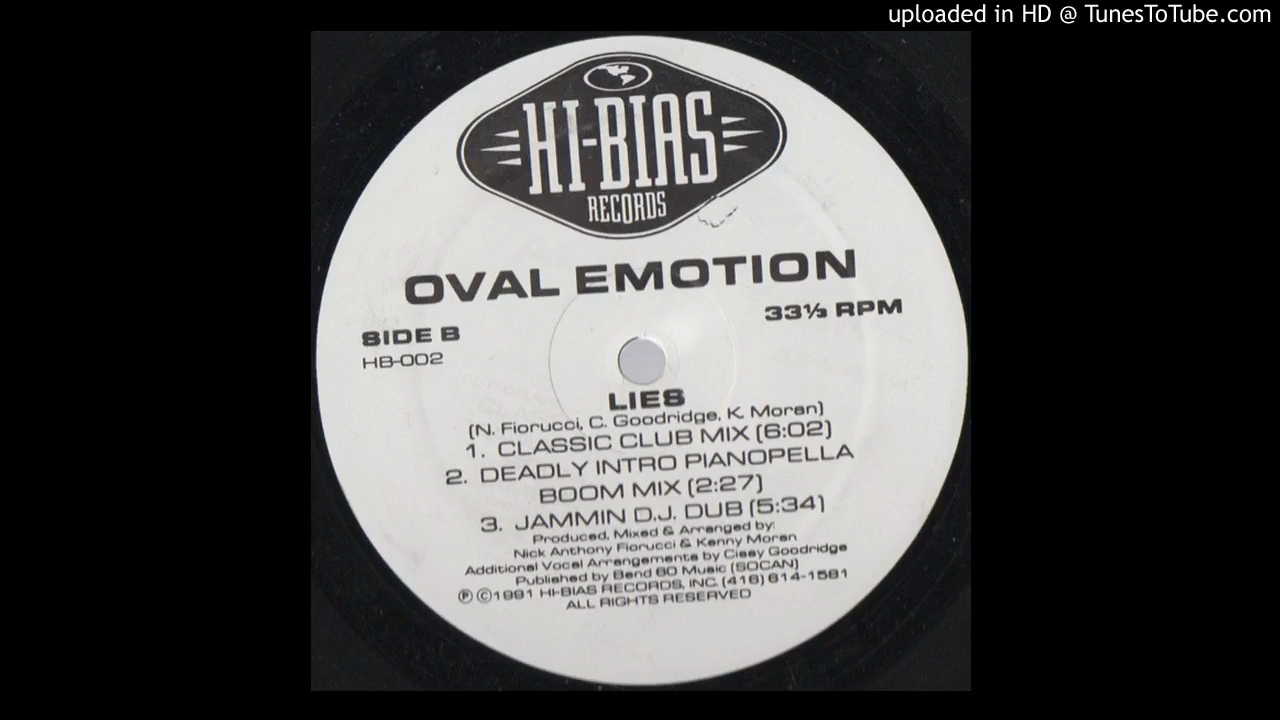 uploaded in HD @ TunesToTube.com
HI-BIAS
RECORDS
OVAL EMOTION
SIDE B
33⅓ RPM
HB-002
LIES
(N. Fiorucci, C. Goodridge, K. Moran)
1. CLASSIC CLUB MIX (6:02)
2. DEADLY INTRO PIANOPELLA
BOOM MIX (2:27)
3. JAMMIN D.J. DUB (5:34)
Produced, Mixed & Arranged by:
Nick Anthony Fiorucci & Kenny Moran
Additional Vocal Arrangements by Cissy Goodridge
Published by Bend 60 Music (SOCAN)
℗©1991 HI-BIAS RECORDS, INC. (416) 614-1581
ALL RIGHTS RESERVED